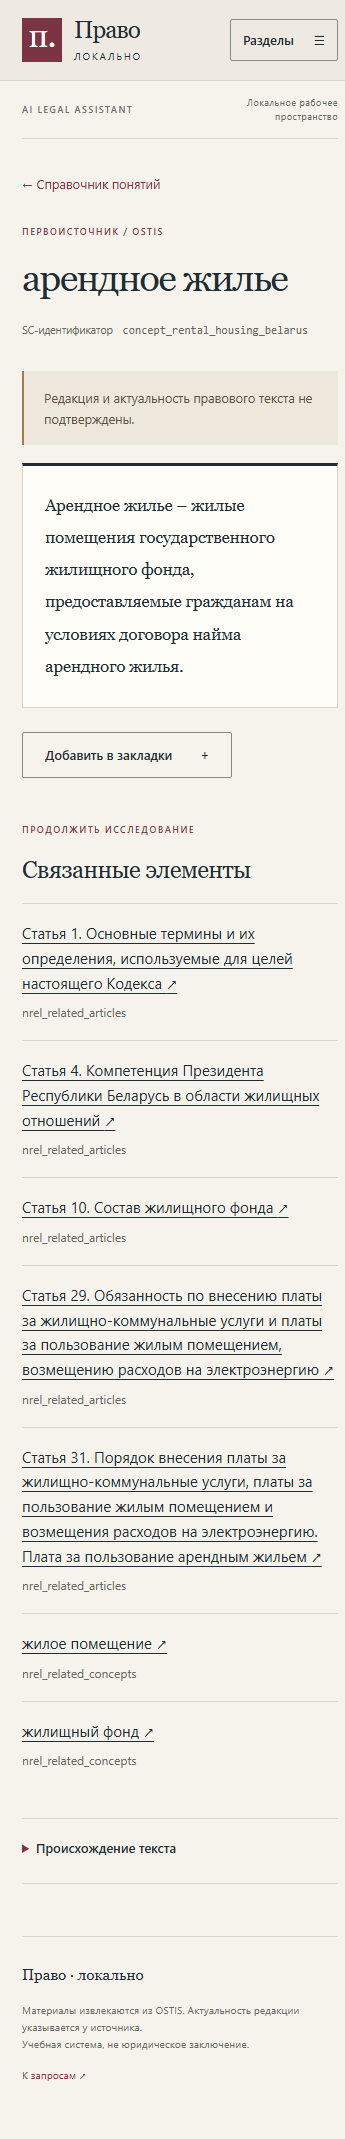 П.
Право
ЛОКАЛЬНО
Разделы ☰
AI LEGAL ASSISTANT
Локальное рабочее
пространство
← Справочник понятий
ПЕРВОИСТОЧНИК / OSTIS
арендное жилье
SC-идентификатор concept_rental_housing_belarus
Редакция и актуальность правового текста не
подтверждены.
Арендное жилье – жилые
помещения государственного
жилищного фонда,
предоставляемые гражданам на
условиях договора найма
арендного жилья.
Добавить в закладки +
ПРОДОЛЖИТЬ ИССЛЕДОВАНИЕ
Связанные элементы
Статья 1. Основные термины и их
определения, используемые для целей
настоящего Кодекса ↗
nrel_related_articles
Статья 4. Компетенция Президента
Республики Беларусь в области жилищных
отношений ↗
nrel_related_articles
Статья 10. Состав жилищного фонда ↗
nrel_related_articles
Статья 29. Обязанность по внесению платы
за жилищно-коммунальные услуги и платы
за пользование жилым помещением,
возмещению расходов на электроэнергию ↗
nrel_related_articles
Статья 31. Порядок внесения платы за
жилищно-коммунальные услуги, платы за
пользование жилым помещением и
возмещения расходов на электроэнергию.
Плата за пользование арендным жильем ↗
nrel_related_articles
жилое помещение ↗
nrel_related_concepts
жилищный фонд ↗
nrel_related_concepts
▶ Происхождение текста
Право · локально
Материалы извлекаются из OSTIS. Актуальность редакции
указывается у источника.
Учебная система, не юридическое заключение.
К запросам ↗